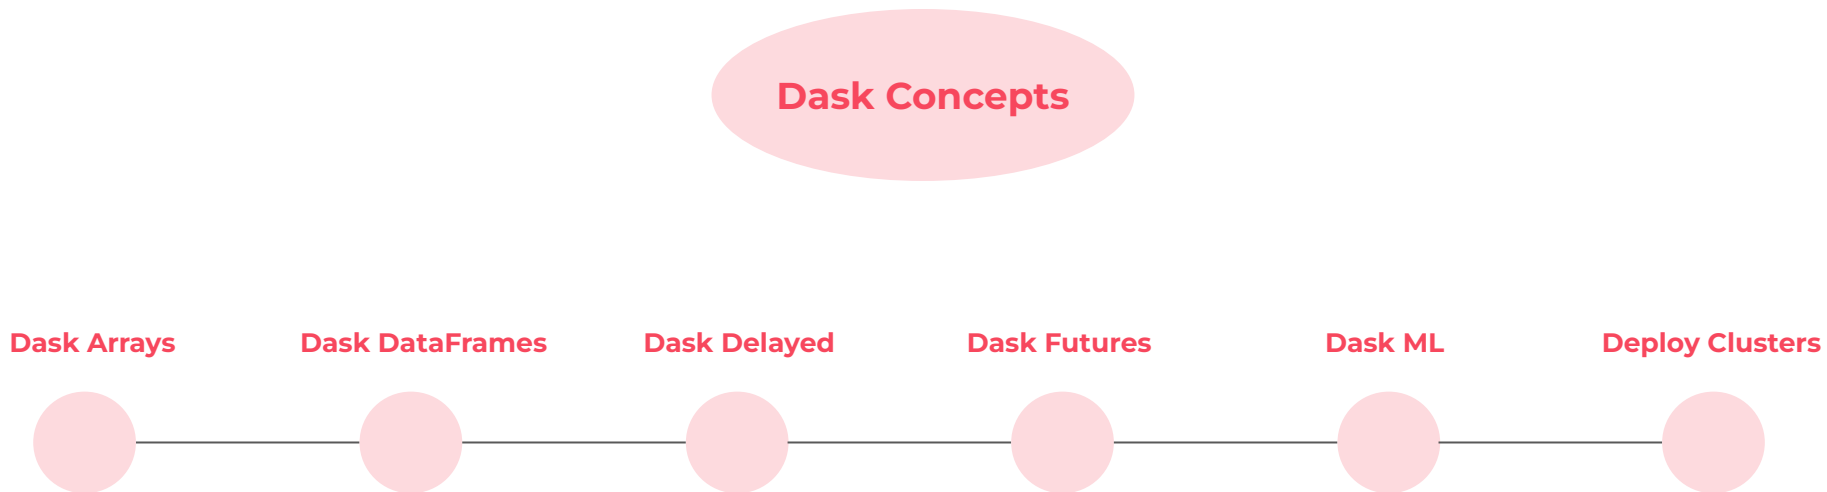 Dask Concepts
Dask Arrays
Dask DataFrames
Dask Delayed
Dask Futures
Dask ML
Deploy Clusters